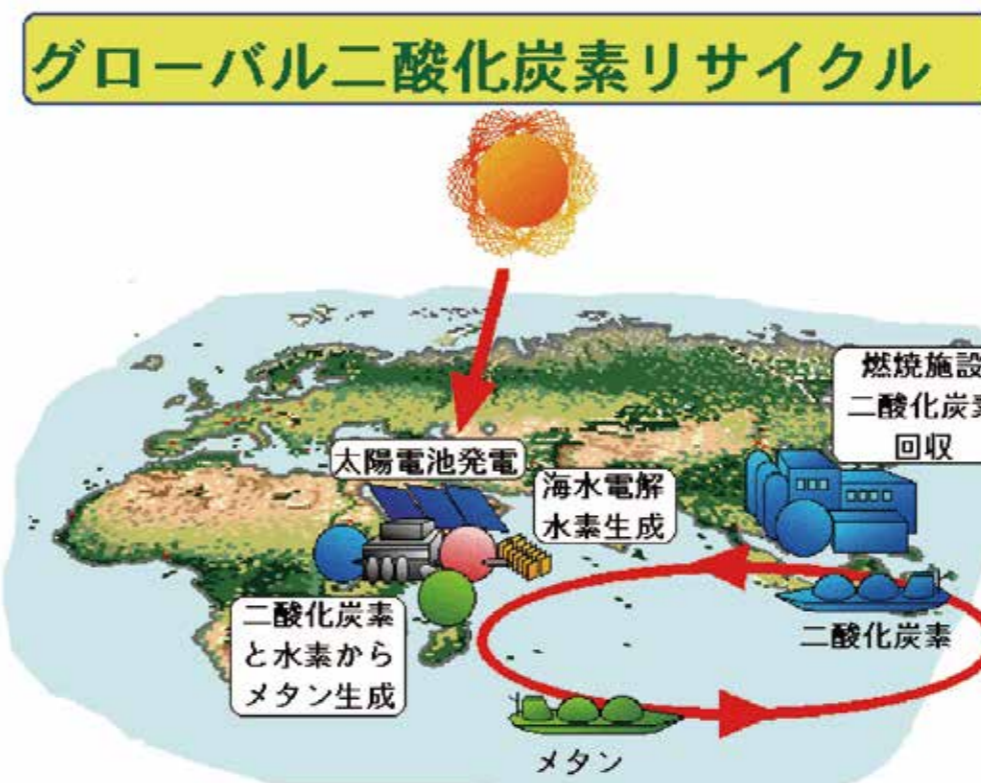 グローバル二酸化炭素リサイクル
燃焼施設
二酸化炭素
回収
太陽電池発電
海水電解
水素生成
二酸化炭素
と水素から
メタン生成
二酸化炭素
メタン